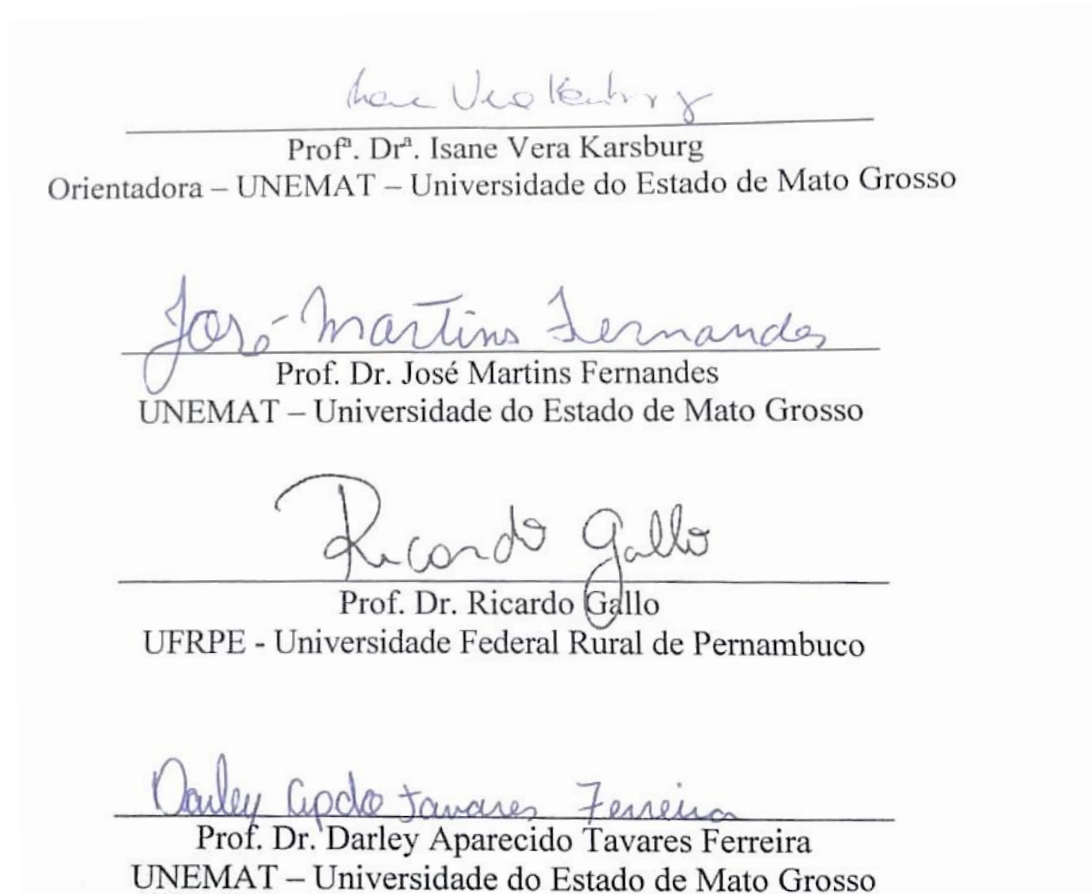 Isane Vera Karsburg
Profª. Drª. Isane Vera Karsburg
Orientadora – UNEMAT – Universidade do Estado de Mato Grosso
José Martins Fernandes
Prof. Dr. José Martins Fernandes
UNEMAT – Universidade do Estado de Mato Grosso
Ricardo Gallo
Prof. Dr. Ricardo Gallo
UFRPE - Universidade Federal Rural de Pernambuco
Darley Apdo Tavares Ferreira
Prof. Dr. Darley Aparecido Tavares Ferreira
UNEMAT – Universidade do Estado de Mato Grosso